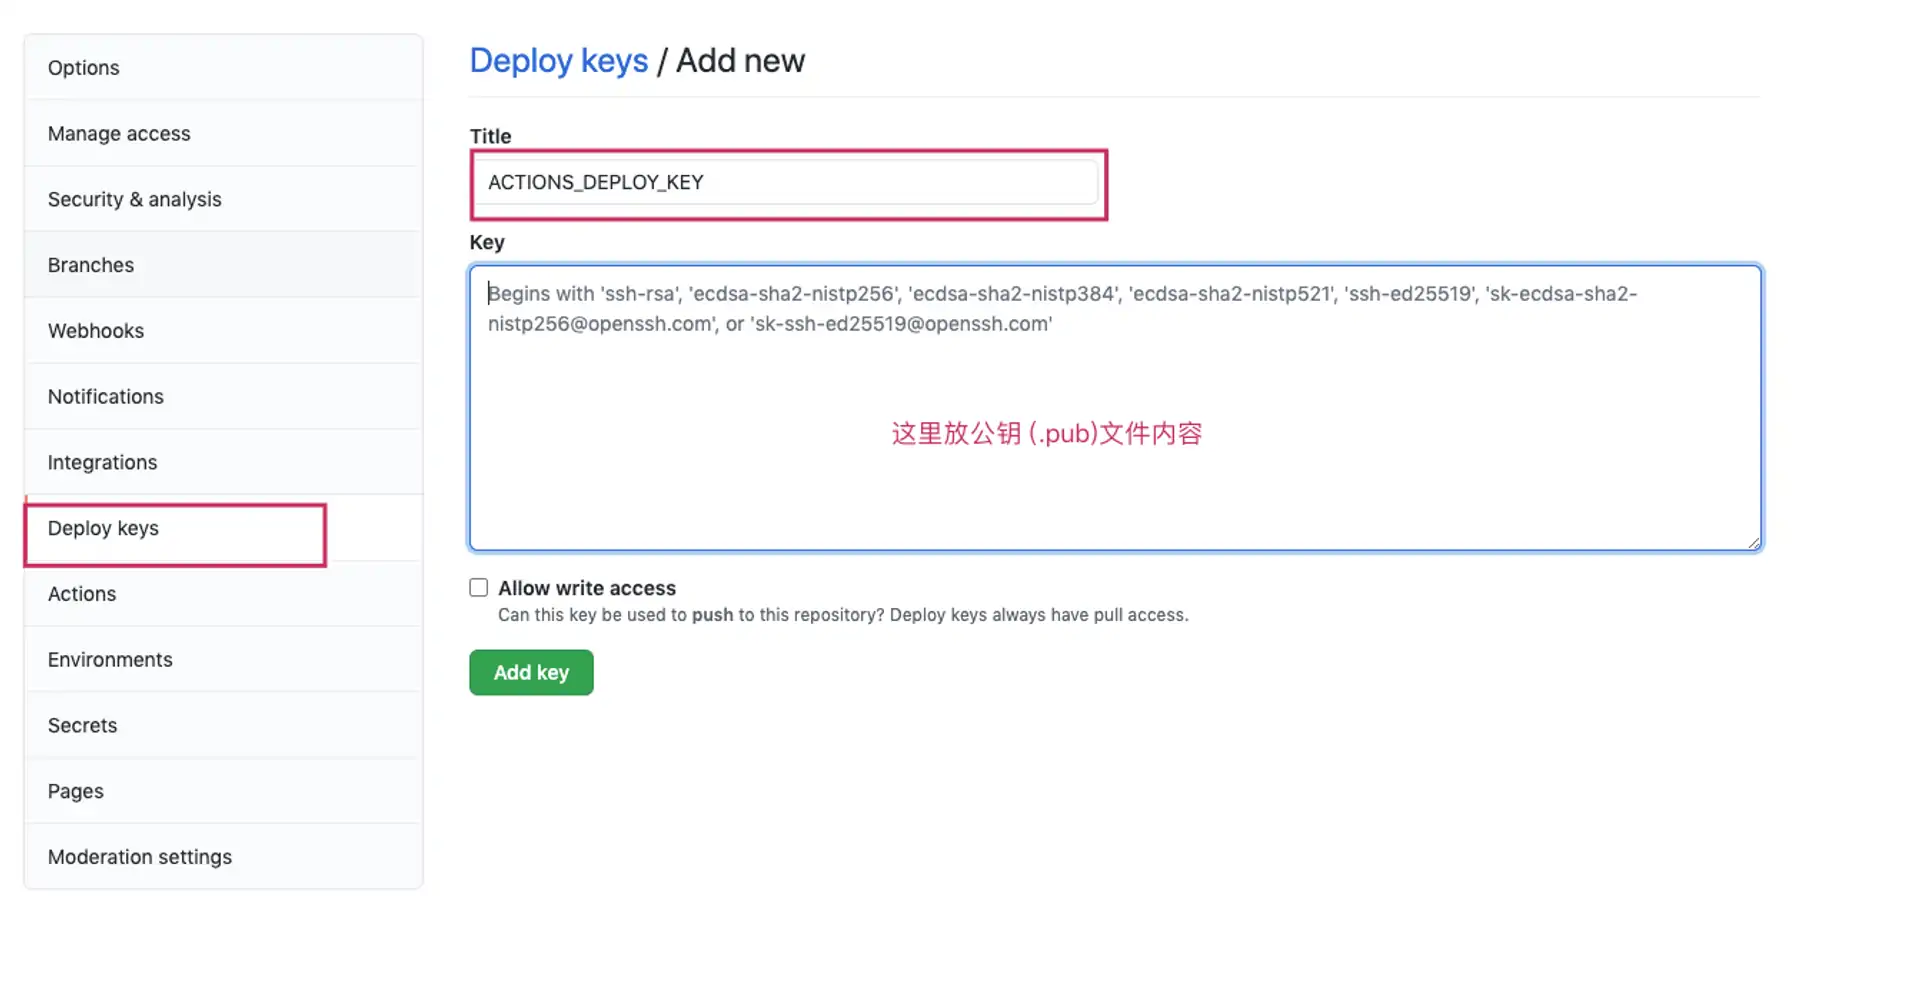 Options
Manage access
Security & analysis
Branches
Webhooks
Notifications
Integrations
Deploy keys
Actions
Environments
Secrets
Pages
Moderation settings
Deploy keys / Add new
Title
ACTIONS_DEPLOY_KEY
Key
Begins with 'ssh-rsa', 'ecdsa-sha2-nistp256', 'ecdsa-sha2-nistp384', 'ecdsa-sha2-nistp521', 'ssh-ed25519', 'sk-ecdsa-sha2-
nistp256@openssh.com', or 'sk-ssh-ed25519@openssh.com'
这里放公钥 (.pub)文件内容
Allow write access
Can this key be used to push to this repository? Deploy keys always have pull access.
Add key